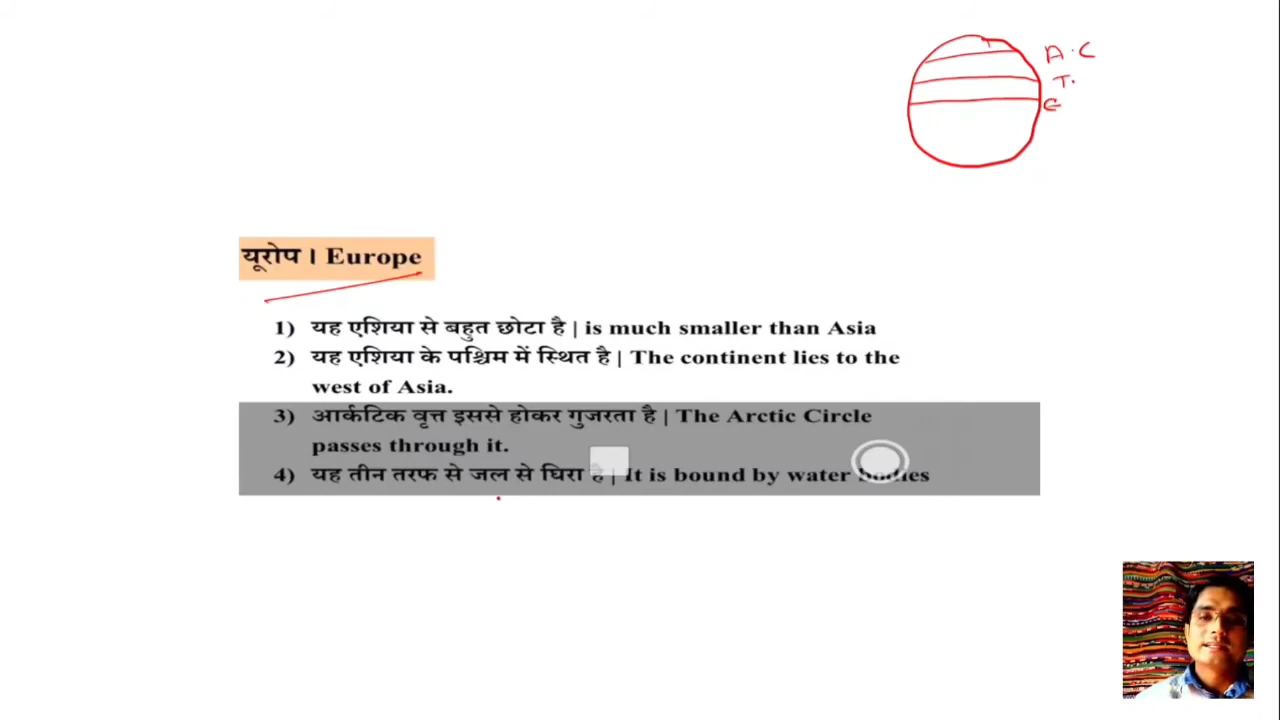 A.C
T.
E
यूरोप । Europe
1) यह एशिया से बहुत छोटा है | is much smaller than Asia
2) यह एशिया के पश्चिम में स्थित है | The continent lies to the
west of Asia.
3) आर्कटिक वृत्त इससे होकर गुजरता है | The Arctic Circle
passes through it.
4) यह तीन तरफ से जल से घिरा है | It is bound by water bodies